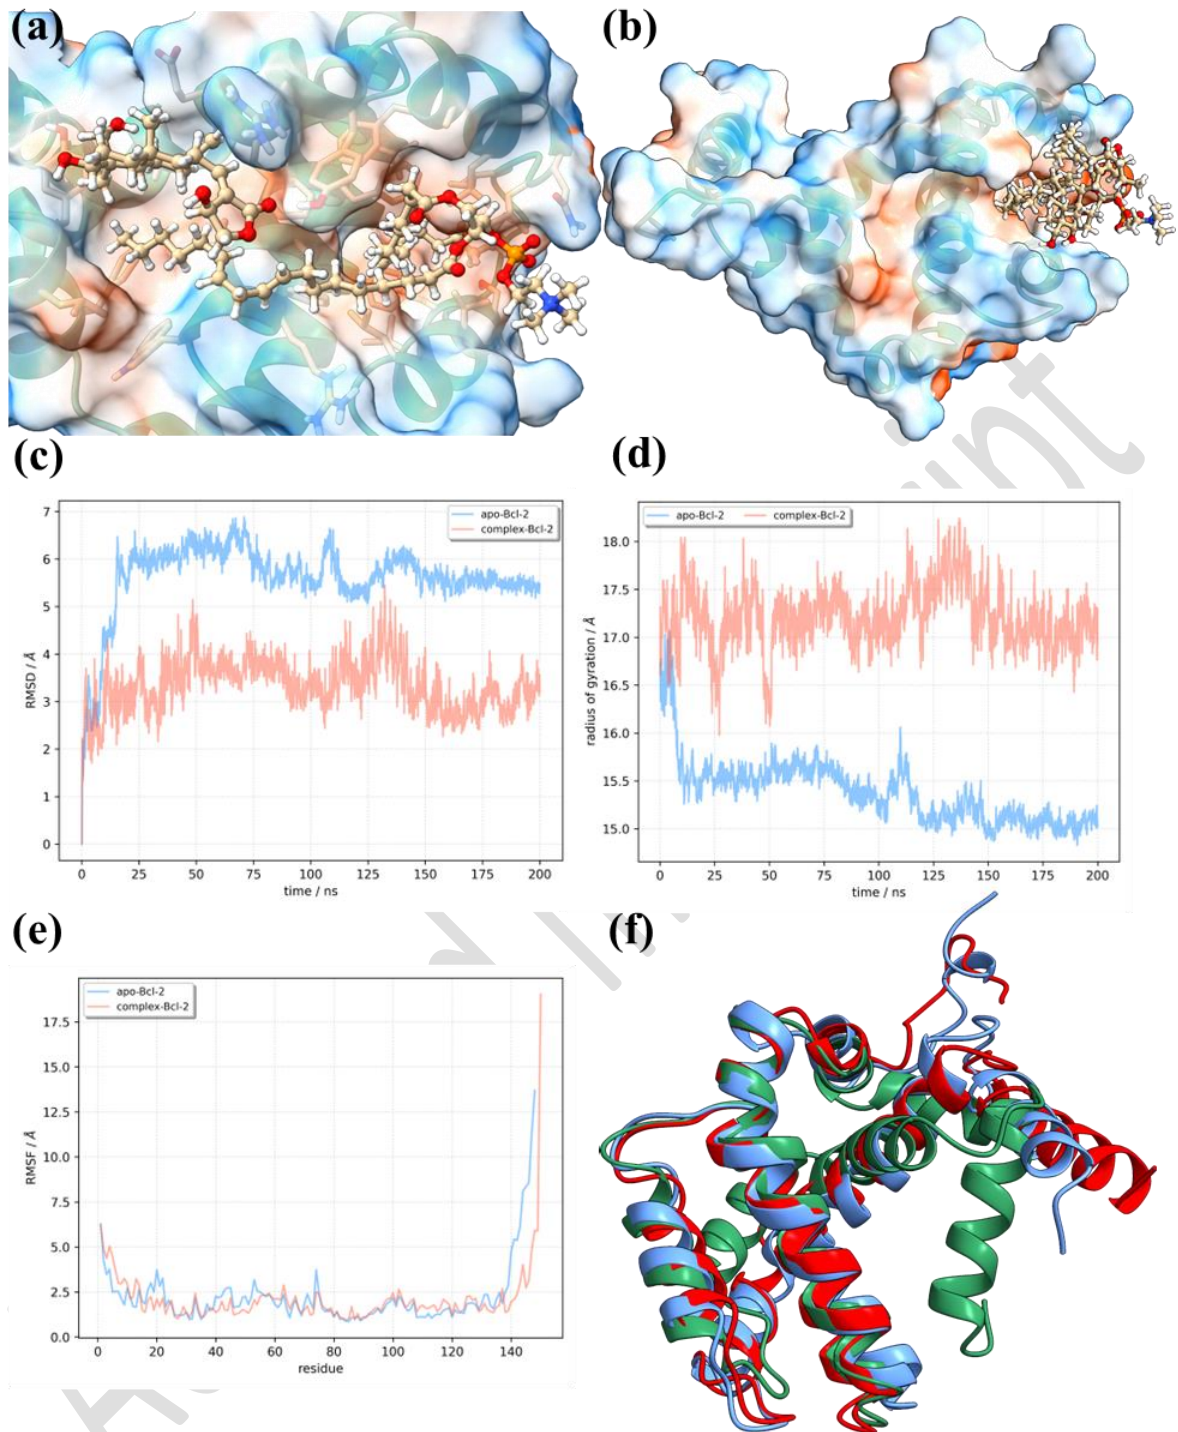 (a)
(b)
(c)
(d)
7
6
5
4
3
2
1
0
RMSD / Å
apo-Bcl-2
complex-Bcl-2
0 25 50 75 100 125 150 175 200
time / ns
18.0
17.5
17.0
16.5
16.0
15.5
15.0
radius of gyration / Å
apo-Bcl-2 complex-Bcl-2
0 25 50 75 100 125 150 175 200
time / ns
(e)
(f)
17.5
15.0
12.5
10.0
7.5
5.0
2.5
0.0
RMSF / Å
apo-Bcl-2
complex-Bcl-2
0 20 40 60 80 100 120 140
residue